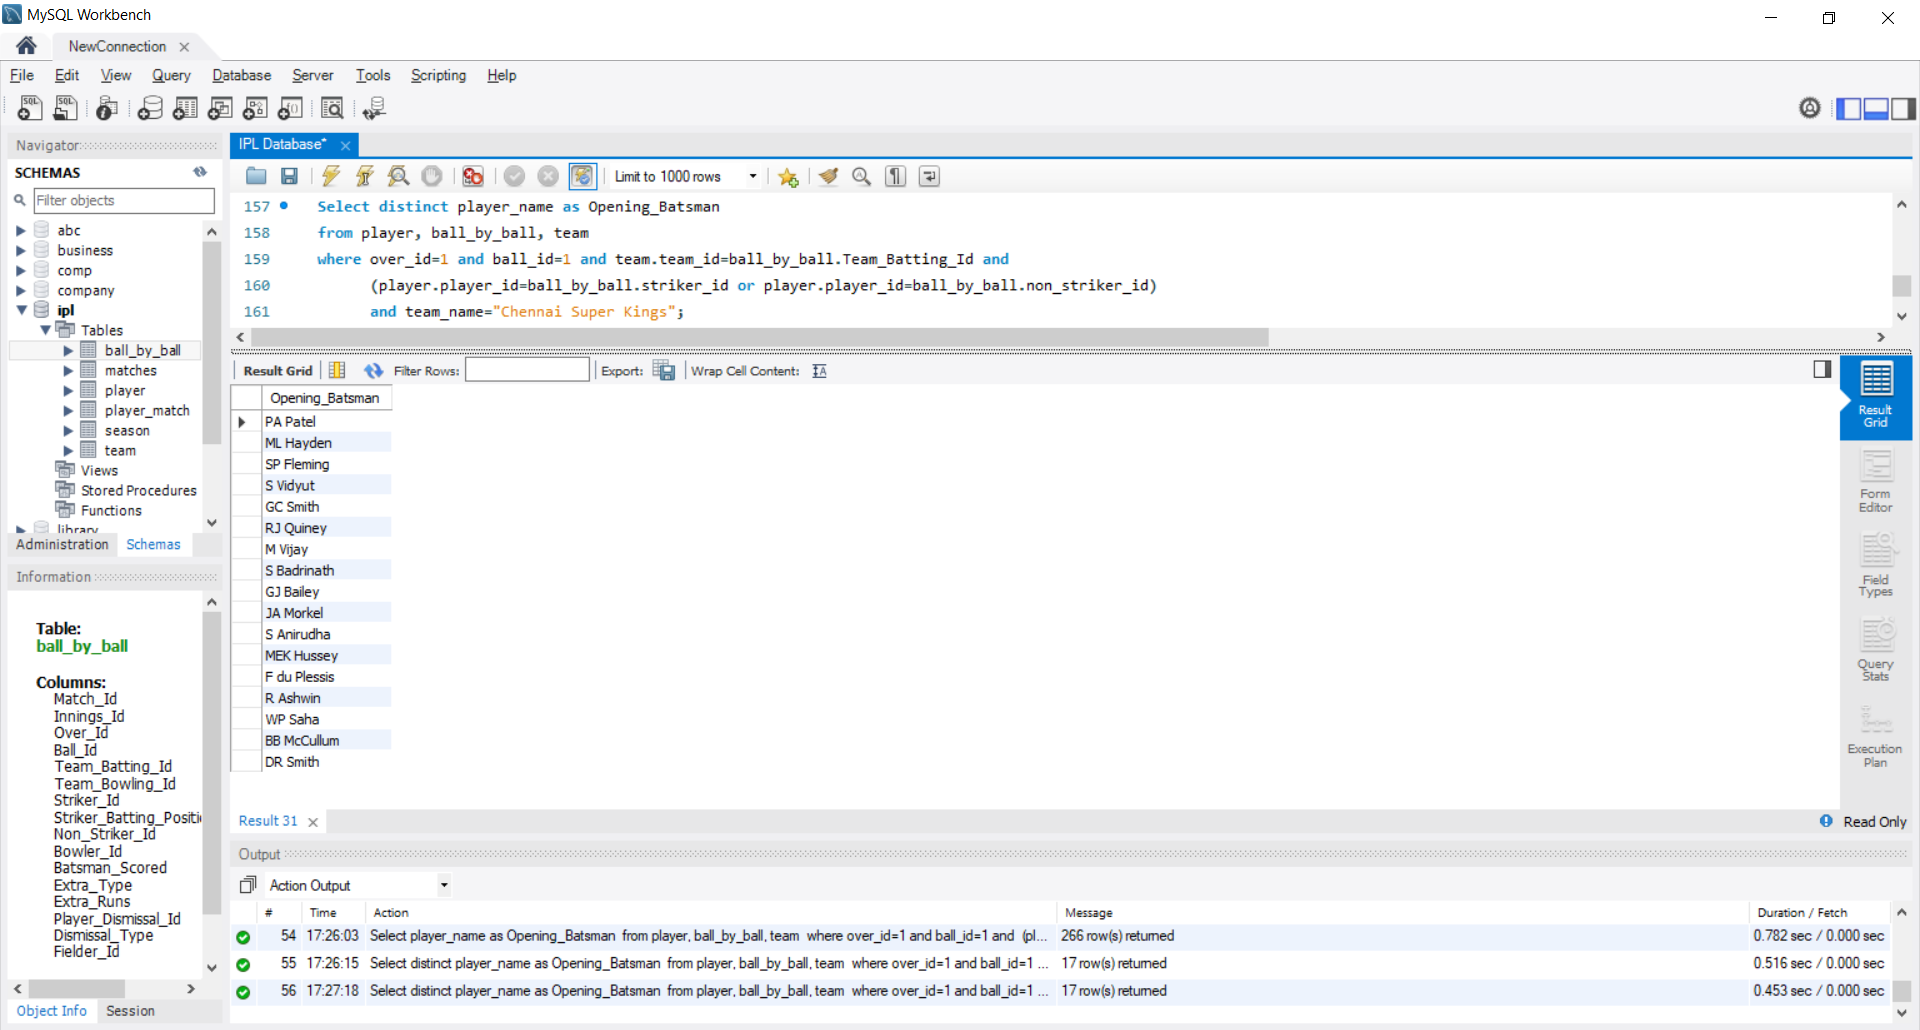 MySQL Workbench
NewConnection
File Edit View Query Database Server Tools Scripting Help
Navigator
SCHEMAS
Filter objects
abc
business
comp
company
ipl
Tables
ball_by_ball
matches
player
player_match
season
team
Views
Stored Procedures
Functions
library
Administration Schemas
Information
Table:
ball_by_ball
Columns:
Match_Id
Innings_Id
Over_Id
Ball_Id
Team_Batting_Id
Team_Bowling_Id
Striker_Id
Striker_Batting_Positi
Non_Striker_Id
Bowler_Id
Batsman_Scored
Extra_Type
Extra_Runs
Player_Dismissal_Id
Dismissal_Type
Fielder_Id
Object Info Session
IPL Database*
Limit to 1000 rows
157 Select distinct player_name as Opening_Batsman
158 from player, ball_by_ball, team
159 where over_id=1 and ball_id=1 and team.team_id=ball_by_ball.Team_Batting_Id and
160 (player.player_id=ball_by_ball.striker_id or player.player_id=ball_by_ball.non_striker_id)
161 and team_name="Chennai Super Kings";
Result Grid Filter Rows: Export: Wrap Cell Content:
Opening_Batsman
PA Patel
ML Hayden
SP Fleming
S Vidyut
GC Smith
RJ Quiney
M Vijay
S Badrinath
GJ Bailey
JA Morkel
S Anirudha
MEK Hussey
F du Plessis
R Ashwin
WP Saha
BB McCullum
DR Smith
Result
Grid
Form
Editor
Field
Types
Query
Stats
Execution
Plan
Result 31 Read Only
Output
Action Output
# Time Action Message Duration / Fetch
54 17:26:03 Select player_name as Opening_Batsman from player, ball_by_ball, team where over_id=1 and ball_id=1 and (pl... 266 row(s) returned 0.782 sec / 0.000 sec
55 17:26:15 Select distinct player_name as Opening_Batsman from player, ball_by_ball, team where over_id=1 and ball_id=1 ... 17 row(s) returned 0.516 sec / 0.000 sec
56 17:27:18 Select distinct player_name as Opening_Batsman from player, ball_by_ball, team where over_id=1 and ball_id=1 ... 17 row(s) returned 0.453 sec / 0.000 sec